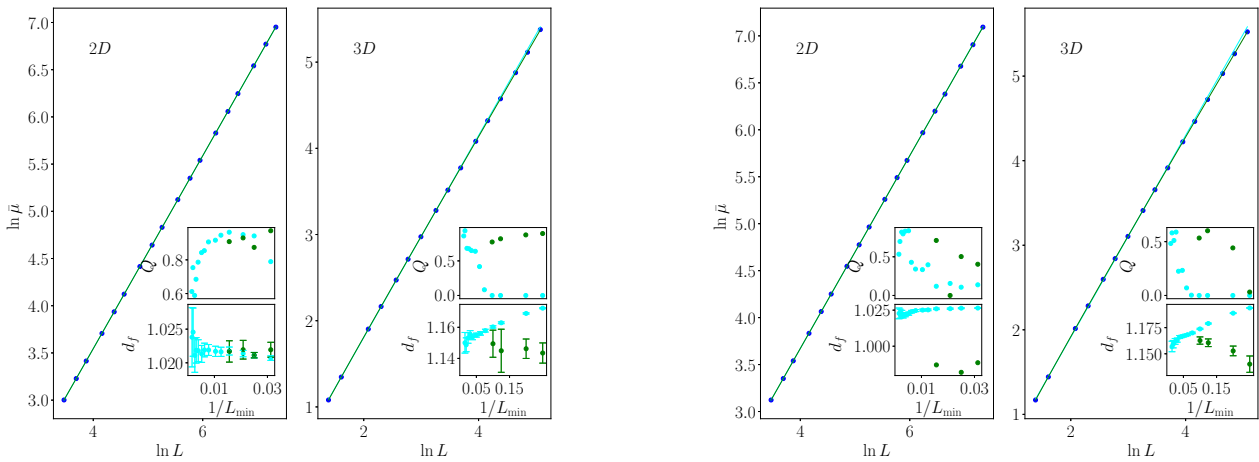 2D
ln μ̄
7.0
6.5
6.0
5.5
5.0
4.5
4.0
3.5
3.0
4
6
ln L
Q
0.8
0.6
d_f
1.025
1.020
0.01
0.03
1/L_min
3D
5
4
3
2
1
2
4
ln L
Q
0.5
0.0
d_f
1.16
1.14
0.05
0.15
1/L_min
2D
ln μ̄
7.0
6.5
6.0
5.5
5.0
4.5
4.0
3.5
3.0
4
6
ln L
Q
0.5
0.0
d_f
1.025
1.000
0.01
0.03
1/L_min
3D
5
4
3
2
1
2
4
ln L
Q
0.5
0.0
d_f
1.175
1.150
0.05
0.15
1/L_min